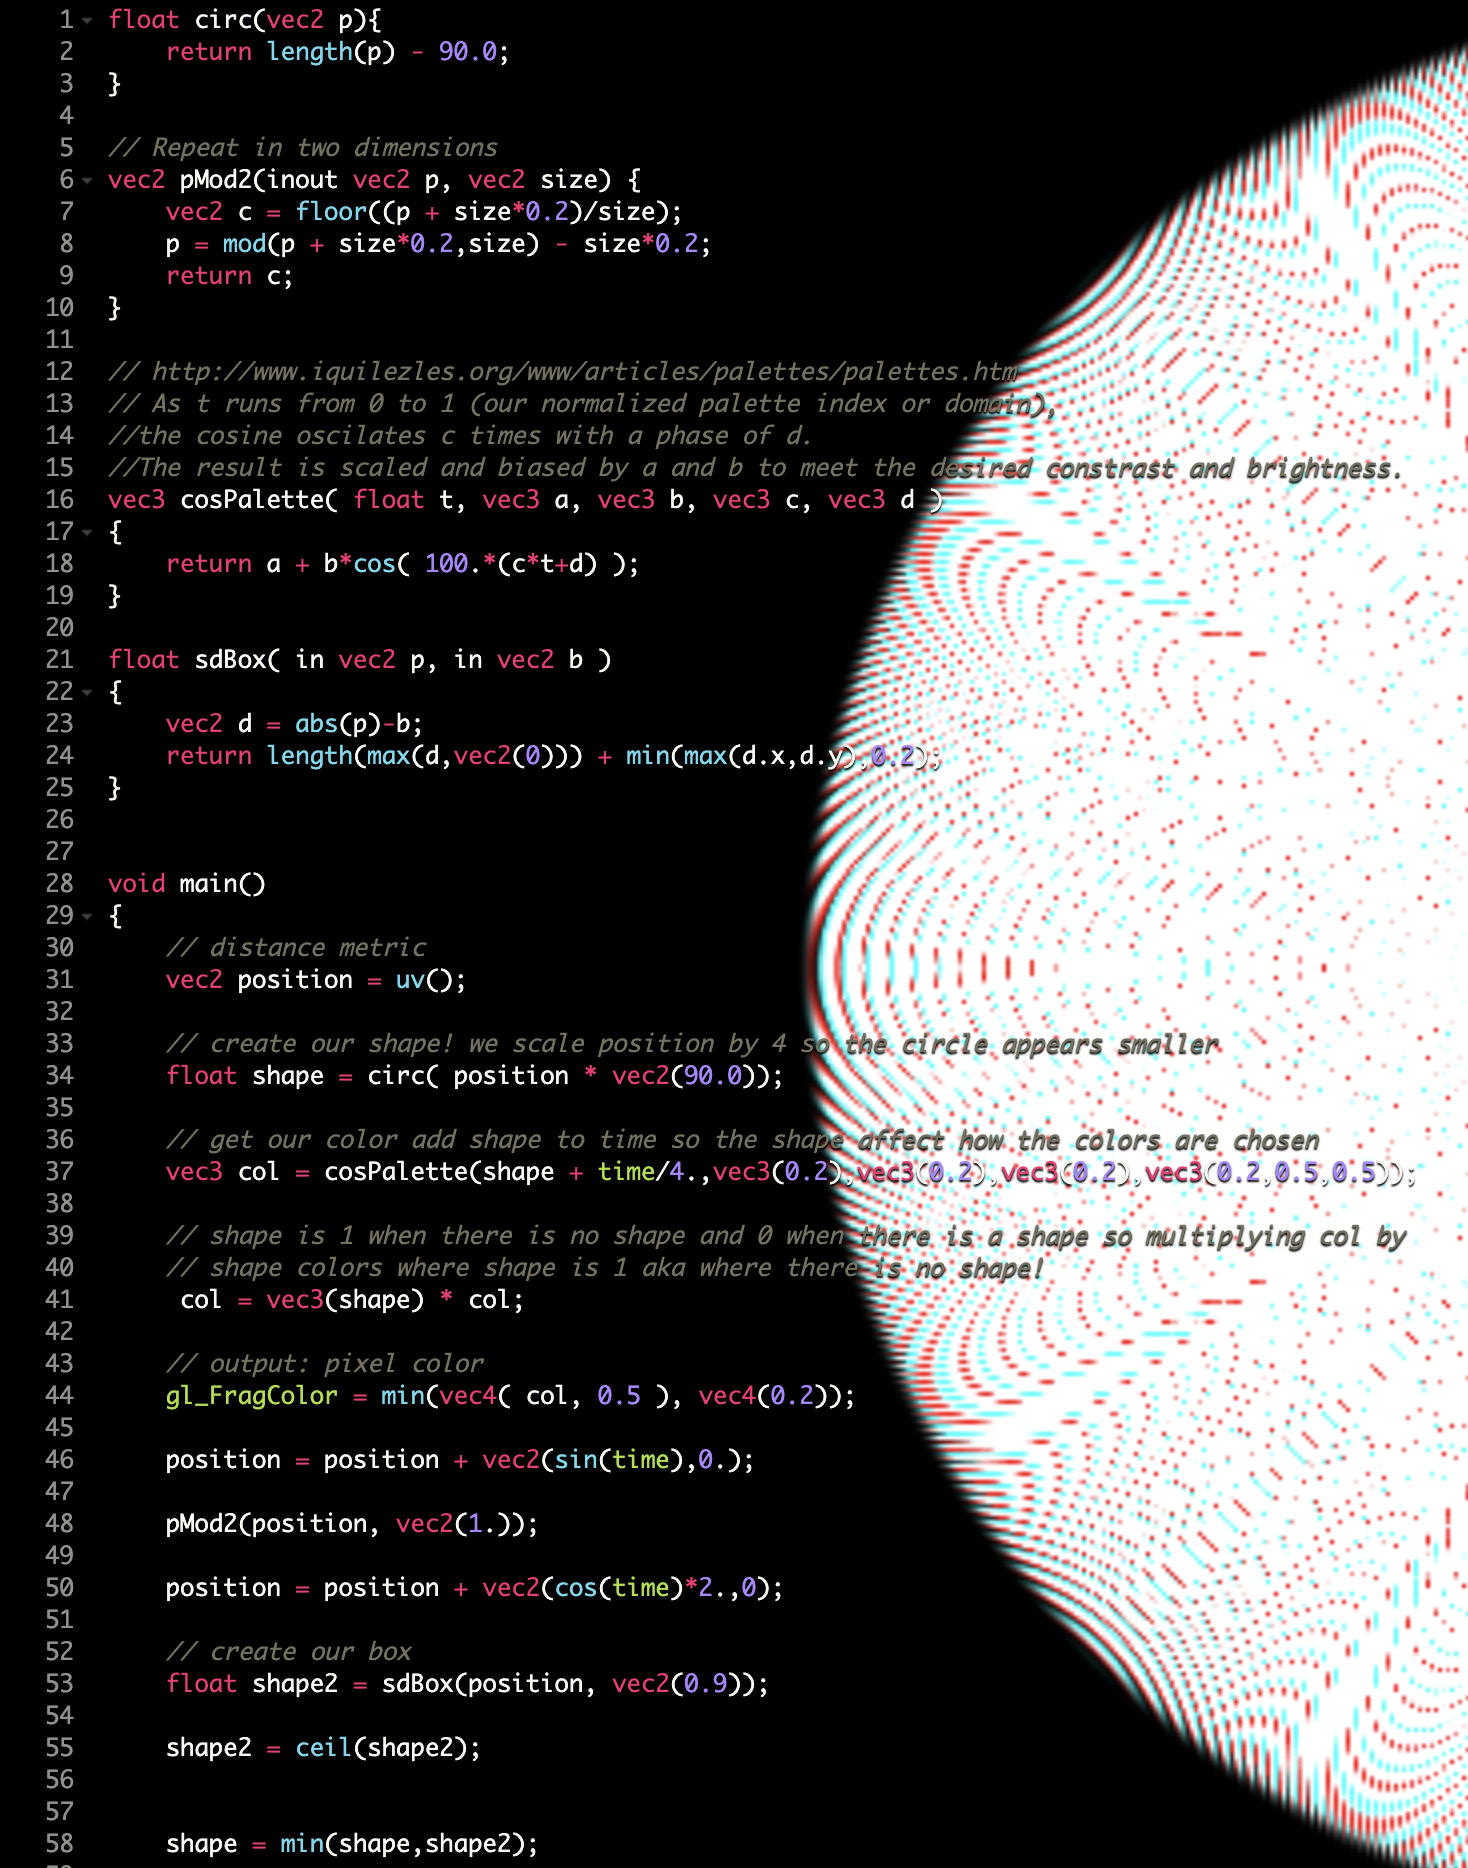 1 float circ(vec2 p){
2     return length(p) - 90.0;
3 }
4
5 // Repeat in two dimensions
6 vec2 pMod2(inout vec2 p, vec2 size) {
7     vec2 c = floor((p + size*0.2)/size);
8     p = mod(p + size*0.2,size) - size*0.2;
9     return c;
10 }
11
12 // http://www.iquilezles.org/www/articles/palettes/palettes.htm
13 // As t runs from 0 to 1 (our normalized palette index or domain),
14 //the cosine oscilates c times with a phase of d.
15 //The result is scaled and biased by a and b to meet the desired constrast and brightness.
16 vec3 cosPalette( float t, vec3 a, vec3 b, vec3 c, vec3 d )
17 {
18     return a + b*cos( 100.*(c*t+d) );
19 }
20
21 float sdBox( in vec2 p, in vec2 b )
22 {
23     vec2 d = abs(p)-b;
24     return length(max(d,vec2(0))) + min(max(d.x,d.y),0.2);
25 }
26
27
28 void main()
29 {
30     // distance metric
31     vec2 position = uv();
32
33     // create our shape! we scale position by 4 so the circle appears smaller
34     float shape = circ( position * vec2(90.0));
35
36     // get our color add shape to time so the shape affect how the colors are chosen
37     vec3 col = cosPalette(shape + time/4.,vec3(0.2),vec3(0.2),vec3(0.2),vec3(0.2,0.5,0.5));
38
39     // shape is 1 when there is no shape and 0 when there is a shape so multiplying col by
40     // shape colors where shape is 1 aka where there is no shape!
41      col = vec3(shape) * col;
42
43     // output: pixel color
44     gl_FragColor = min(vec4( col, 0.5 ), vec4(0.2));
45
46     position = position + vec2(sin(time),0.);
47
48     pMod2(position, vec2(1.));
49
50     position = position + vec2(cos(time)*2.,0);
51
52     // create our box
53     float shape2 = sdBox(position, vec2(0.9));
54
55     shape2 = ceil(shape2);
56
57
58     shape = min(shape,shape2);